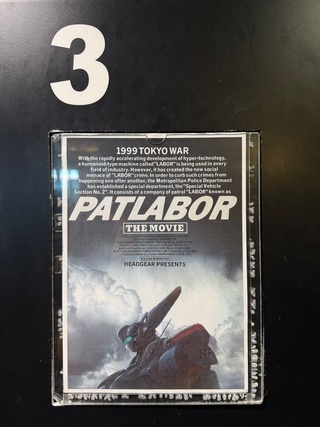 3
1999 TOKYO WAR
With the rapidly accelerating development of hyper-technology,
a humanoid-type machine called "LABOR" is being used in every
field of industry. However, it has created the new social
menace of "LABOR" crime. In order to curb such crimes from
happening one after another, the Metropolitan Police Department
has established a special department, the "Special Vehicle
Section No.2". It consists of a company of patrol "LABOR" known as
PATLABOR
THE MOVIE
HEADGEAR PRESENTS